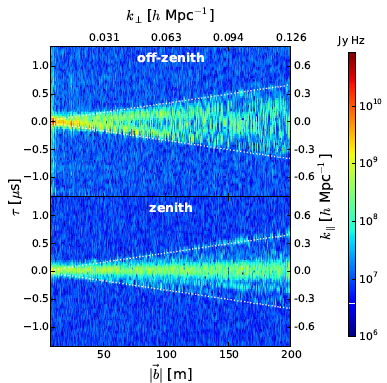 k⊥ [h Mpc⁻¹]
0.031 0.063 0.094 0.126
Jy Hz
off-zenith
1.0 0.5 0.0 −0.5 −1.0
0.6 0.3 0.0 −0.3 −0.6
zenith
1.0 0.5 0.0 −0.5 −1.0
0.6 0.3 0.0 −0.3 −0.6
τ [μs]
k∥ [h Mpc⁻¹]
10¹⁰
10⁹
10⁸
10⁷
10⁶
50 100 150 200
|b⃗| [m]